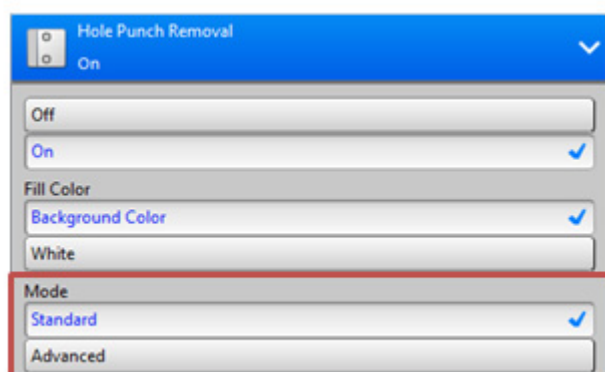 Hole Punch Removal
On
Off
On
Fill Color
Background Color
White
Mode
Standard
Advanced